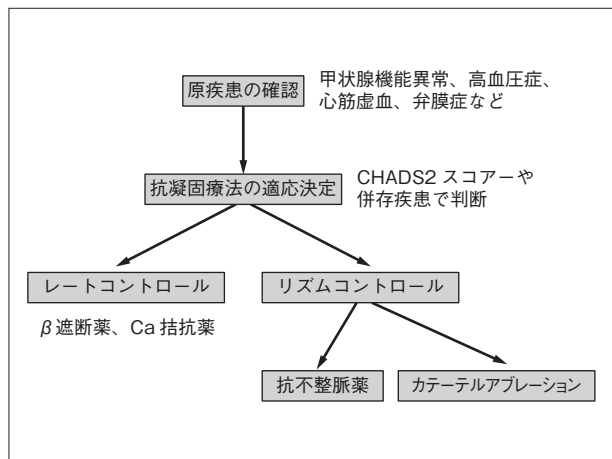 原疾患の確認
甲状腺機能異常、高血圧症、
心筋虚血、弁膜症など
抗凝固療法の適応決定
CHADS2 スコアーや
併存疾患で判断
レートコントロール
リズムコントロール
β遮断薬、Ca 拮抗薬
抗不整脈薬
カテーテルアブレーション